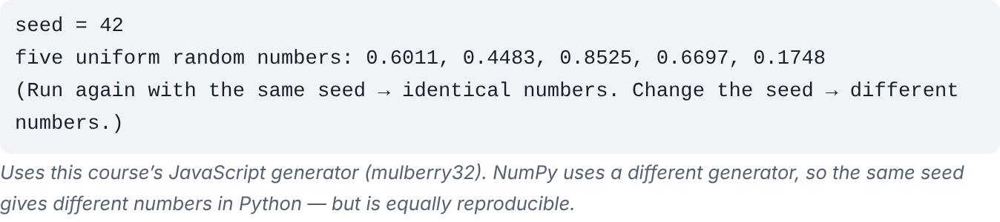 seed = 42
five uniform random numbers: 0.6011, 0.4483, 0.8525, 0.6697, 0.1748
(Run again with the same seed → identical numbers. Change the seed → different
numbers.)
Uses this course’s JavaScript generator (mulberry32). NumPy uses a different generator, so the same seed
gives different numbers in Python — but is equally reproducible.